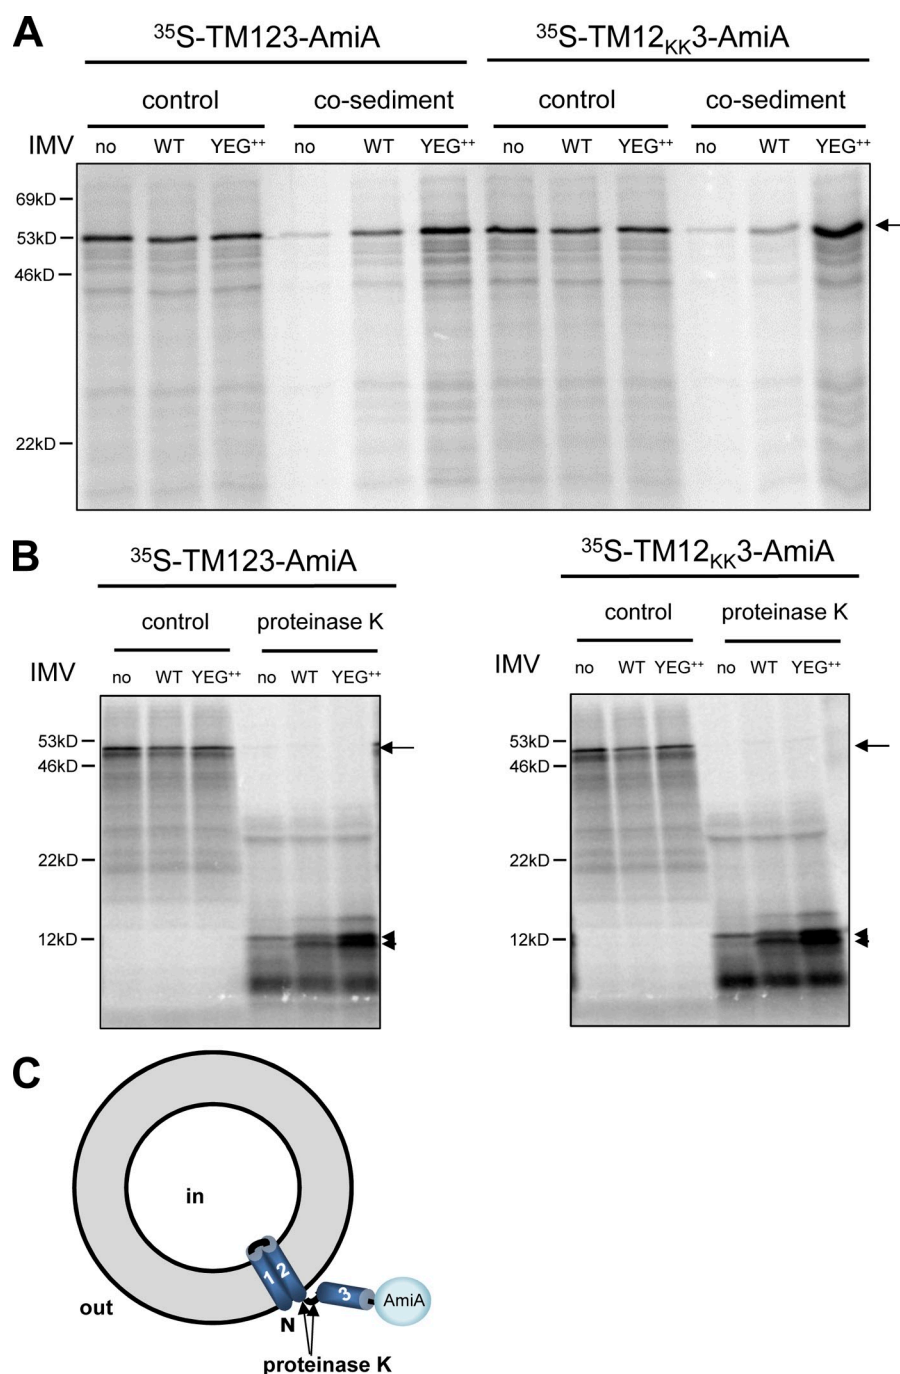 A
³⁵S-TM123-AmiA ³⁵S-TM12KK3-AmiA
control co-sediment control co-sediment
IMV no WT YEG⁺⁺ no WT YEG⁺⁺ no WT YEG⁺⁺ no WT YEG⁺⁺
69kD
53kD
46kD
22kD
B
³⁵S-TM123-AmiA ³⁵S-TM12KK3-AmiA
control proteinase K control proteinase K
IMV no WT YEG⁺⁺ no WT YEG⁺⁺ IMV no WT YEG⁺⁺ no WT YEG⁺⁺
53kD 53kD
46kD 46kD
22kD 22kD
12kD 12kD
C
in
1 2
3
AmiA
out
N
proteinase K